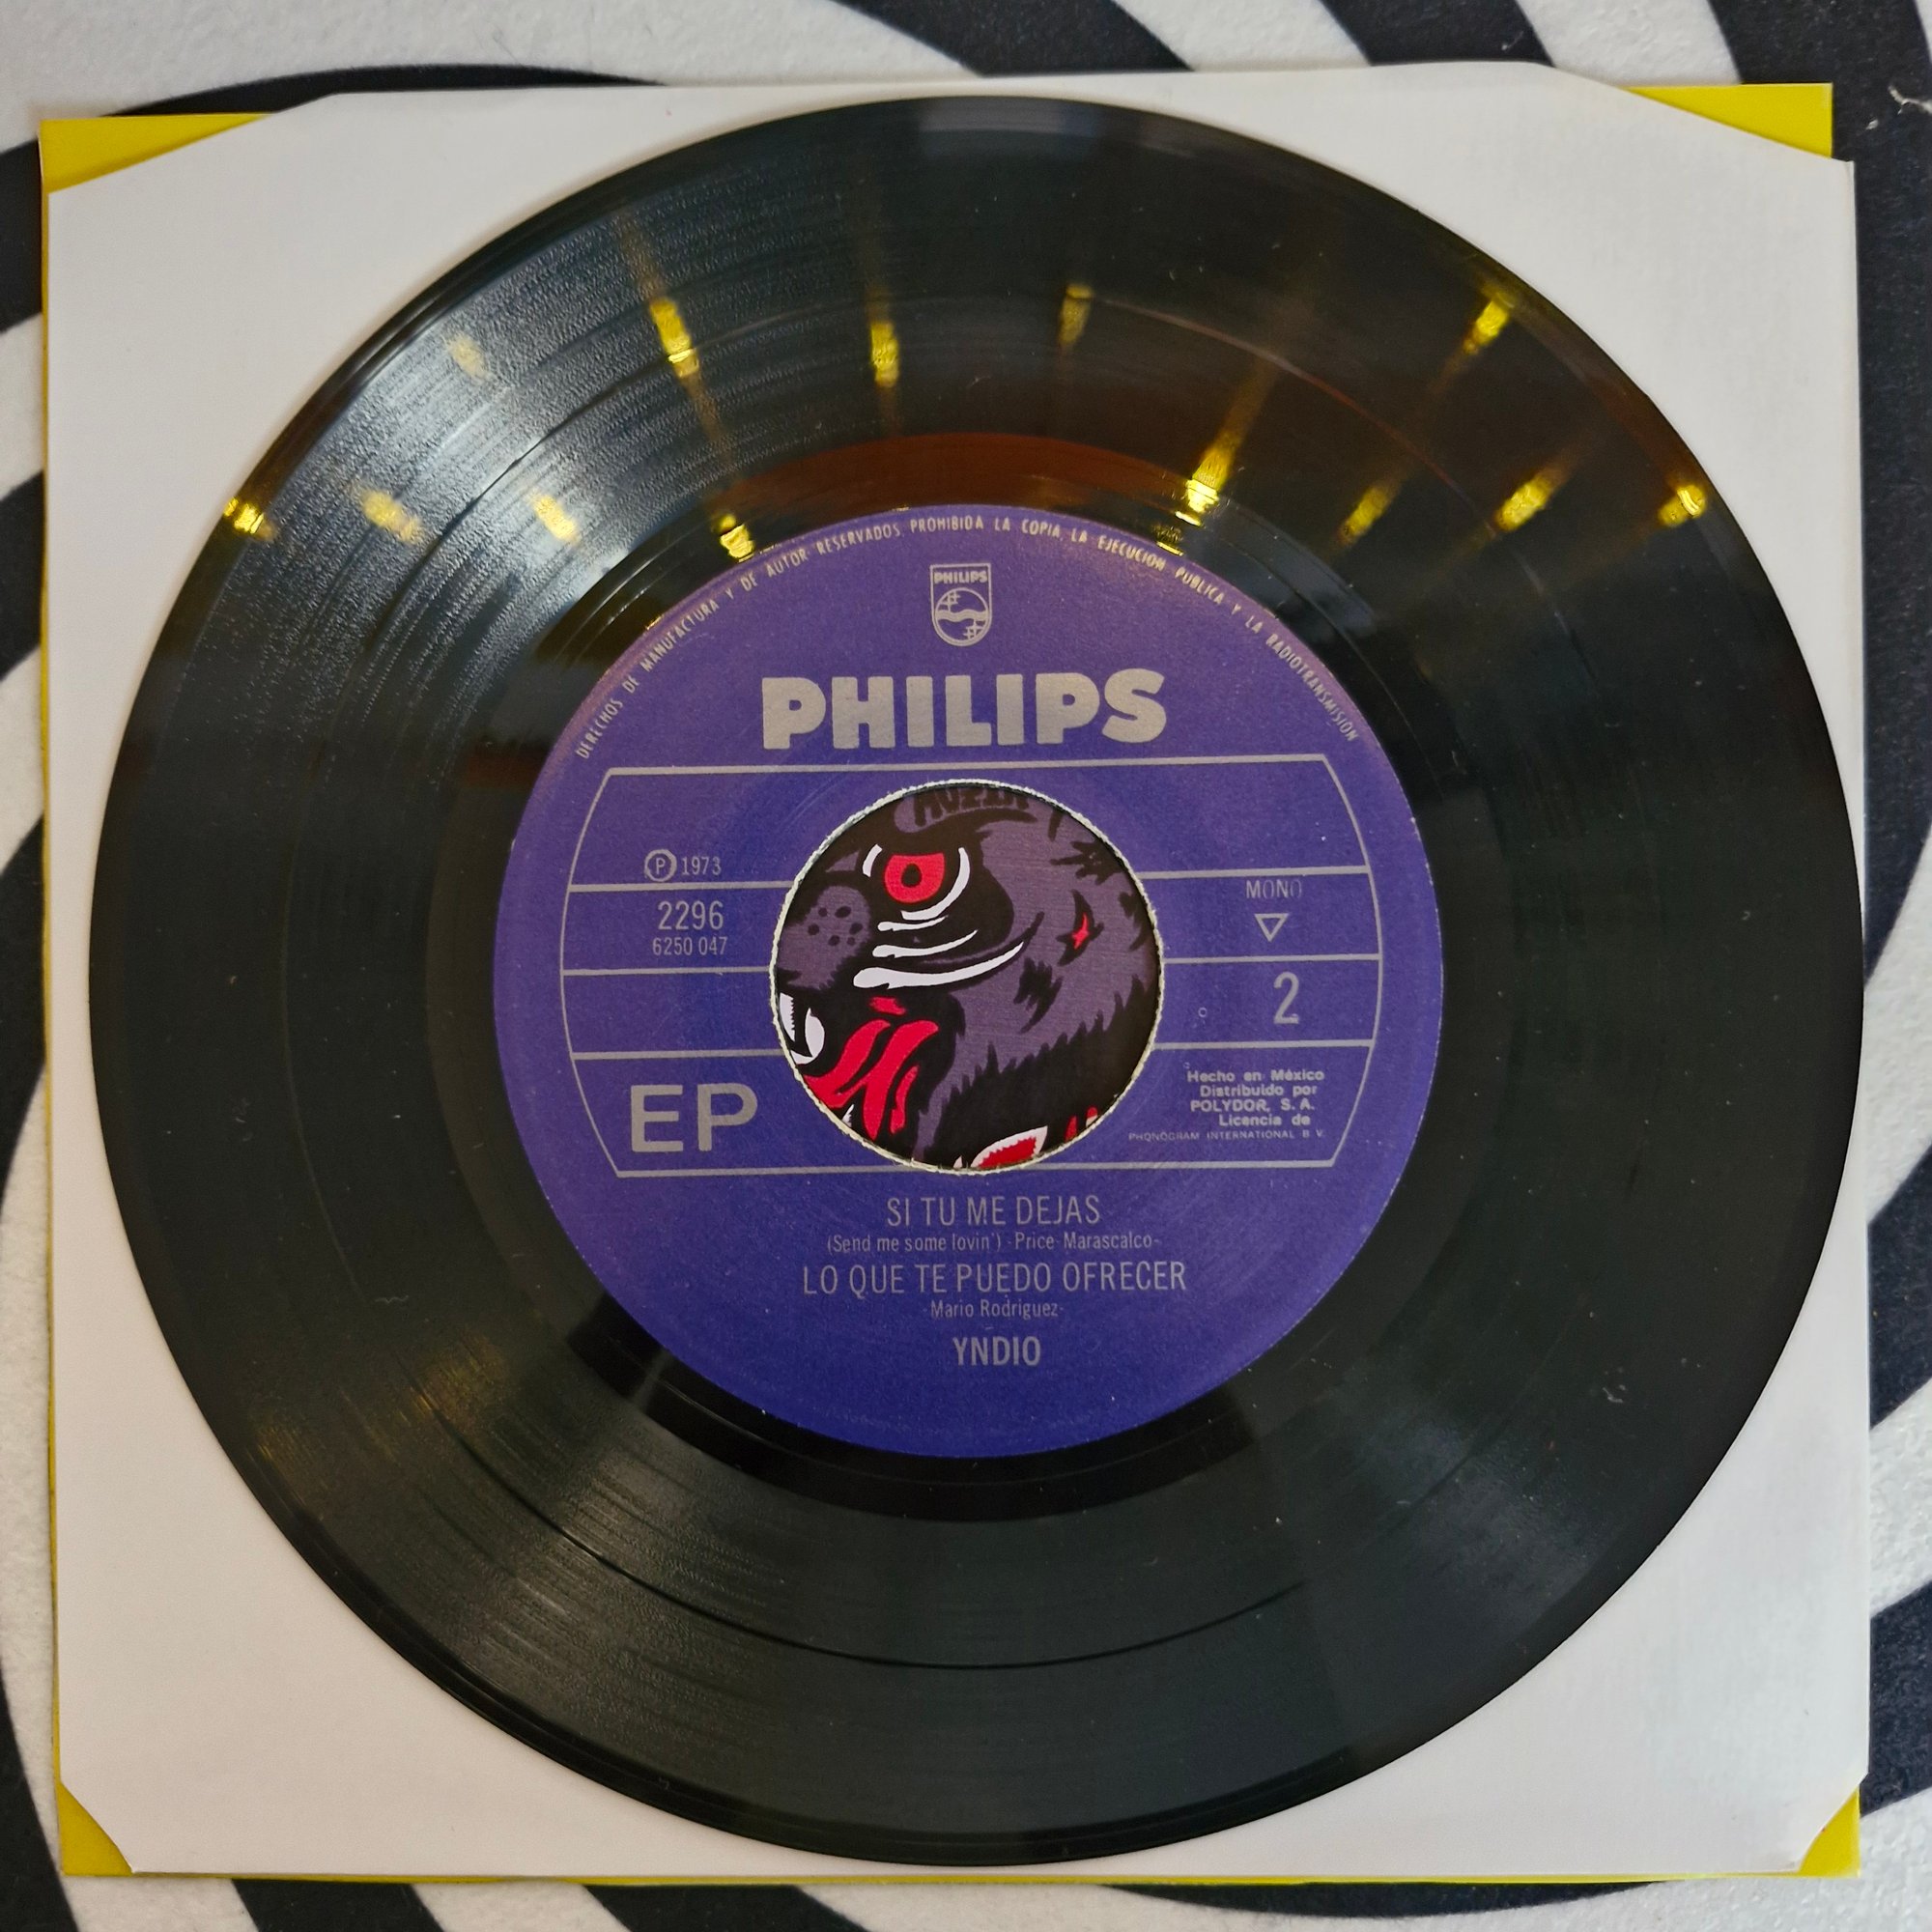 DERECHOS DE MANUFACTURA Y DE AUTOR RESERVADOS. PROHIBIDA LA COPIA, LA EJECUCION PUBLICA Y LA RADIOTRANSMISION
PHILIPS
PHILIPS
Ⓟ 1973
2296
6250 047
MONO
2
EP
Hecho en México
Distribuido por
POLYDOR, S. A.
Licencia de
PHONOGRAM INTERNATIONAL B V.
SI TU ME DEJAS
(Send me some lovin') -Price-Marascalco-
LO QUE TE PUEDO OFRECER
-Mario Rodriguez-
YNDIO